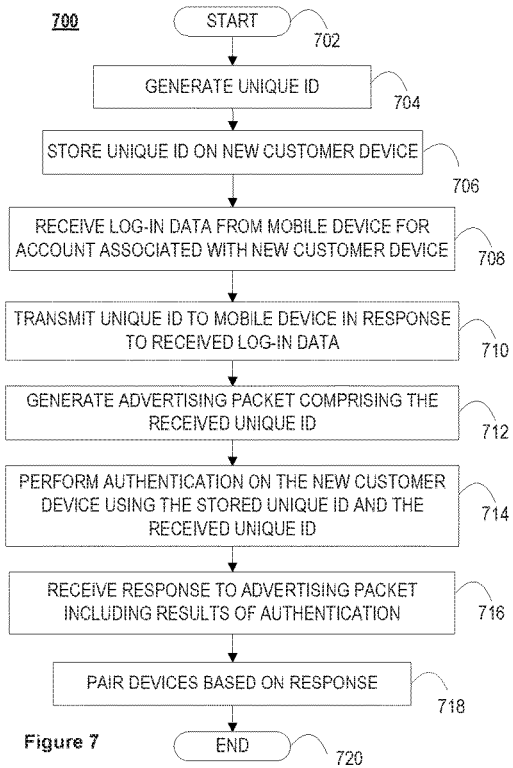 700
START
702
GENERATE UNIQUE ID
704
STORE UNIQUE ID ON NEW CUSTOMER DEVICE
706
RECEIVE LOG-IN DATA FROM MOBILE DEVICE FOR
ACCOUNT ASSOCIATED WITH NEW CUSTOMER DEVICE
708
TRANSMIT UNIQUE ID TO MOBILE DEVICE IN RESPONSE
TO RECEIVED LOG-IN DATA
710
GENERATE ADVERTISING PACKET COMPRISING THE
RECEIVED UNIQUE ID
712
PERFORM AUTHENTICATION ON THE NEW CUSTOMER
DEVICE USING THE STORED UNIQUE ID AND THE
RECEIVED UNIQUE ID
714
RECEIVE RESPONSE TO ADVERTISING PACKET
INCLUDING RESULTS OF AUTHENTICATION
716
PAIR DEVICES BASED ON RESPONSE
718
Figure 7
END
720